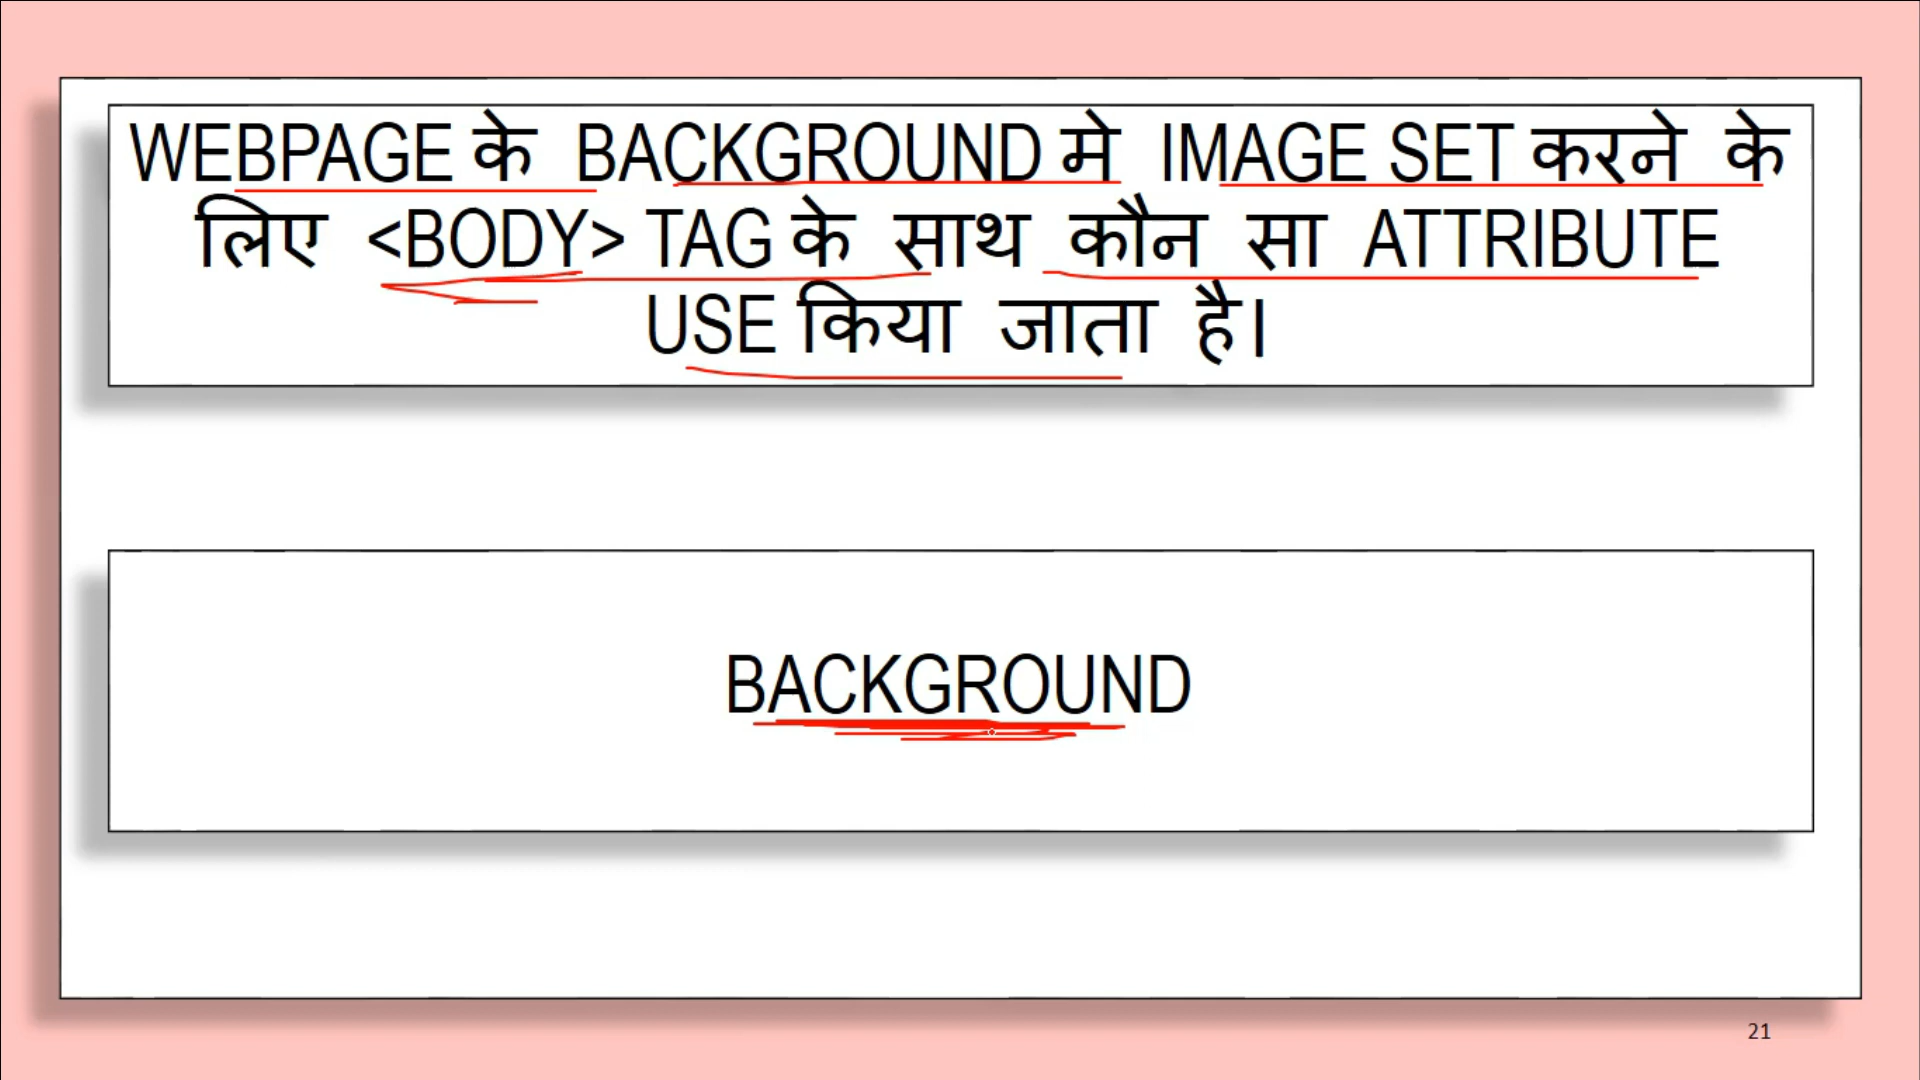 WEBPAGE के BACKGROUND मे IMAGE SET करने के
लिए <BODY> TAG के साथ कौन सा ATTRIBUTE
USE किया जाता है।
BACKGROUND
21